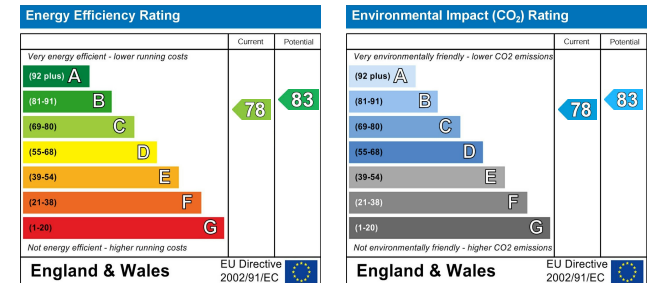 Energy Efficiency Rating
Current Potential
Very energy efficient - lower running costs
(92 plus) A
(81-91) B
(69-80) C
(55-68) D
(39-54) E
(21-38) F
(1-20) G
78
83
Not energy efficient - higher running costs
England & Wales
EU Directive
2002/91/EC
Environmental Impact (CO₂) Rating
Current Potential
Very environmentally friendly - lower CO2 emissions
(92 plus) A
(81-91) B
(69-80) C
(55-68) D
(39-54) E
(21-38) F
(1-20) G
78
83
Not environmentally friendly - higher CO2 emissions
England & Wales
EU Directive
2002/91/EC